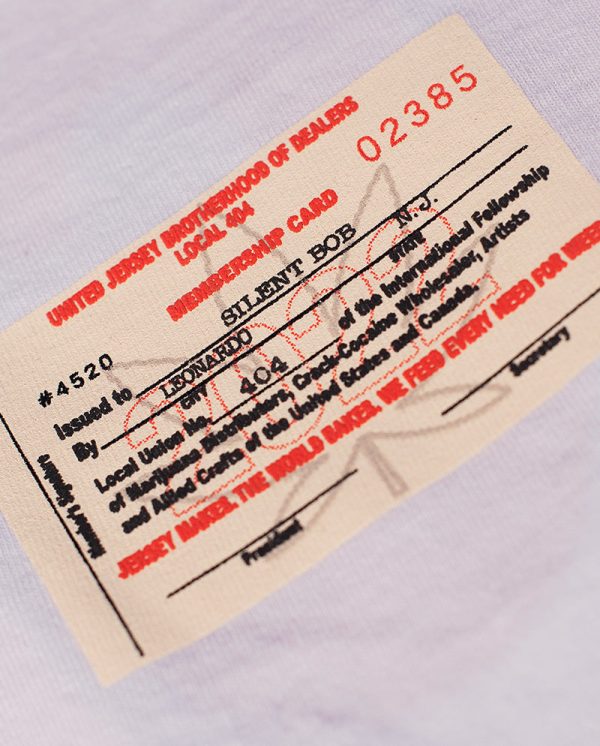 UNITED JERSEY BROTHERHOOD OF DEALERS
LOCAL 404
MEMBERSHIP CARD
02385
#4520
Issued to SILENT BOB
By LEONARDO N.J.
CITY STATE
Local Union No. 404 of the International Fellowship
of Marijuana Distributors, Crack-Cocaine Wholesaler, Artists
and Allied Crafts of the United States and Canada.
JERSEY MAKES. THE WORLD BAKES. WE FEED EVERY NEED FOR WEED
President
Secretary